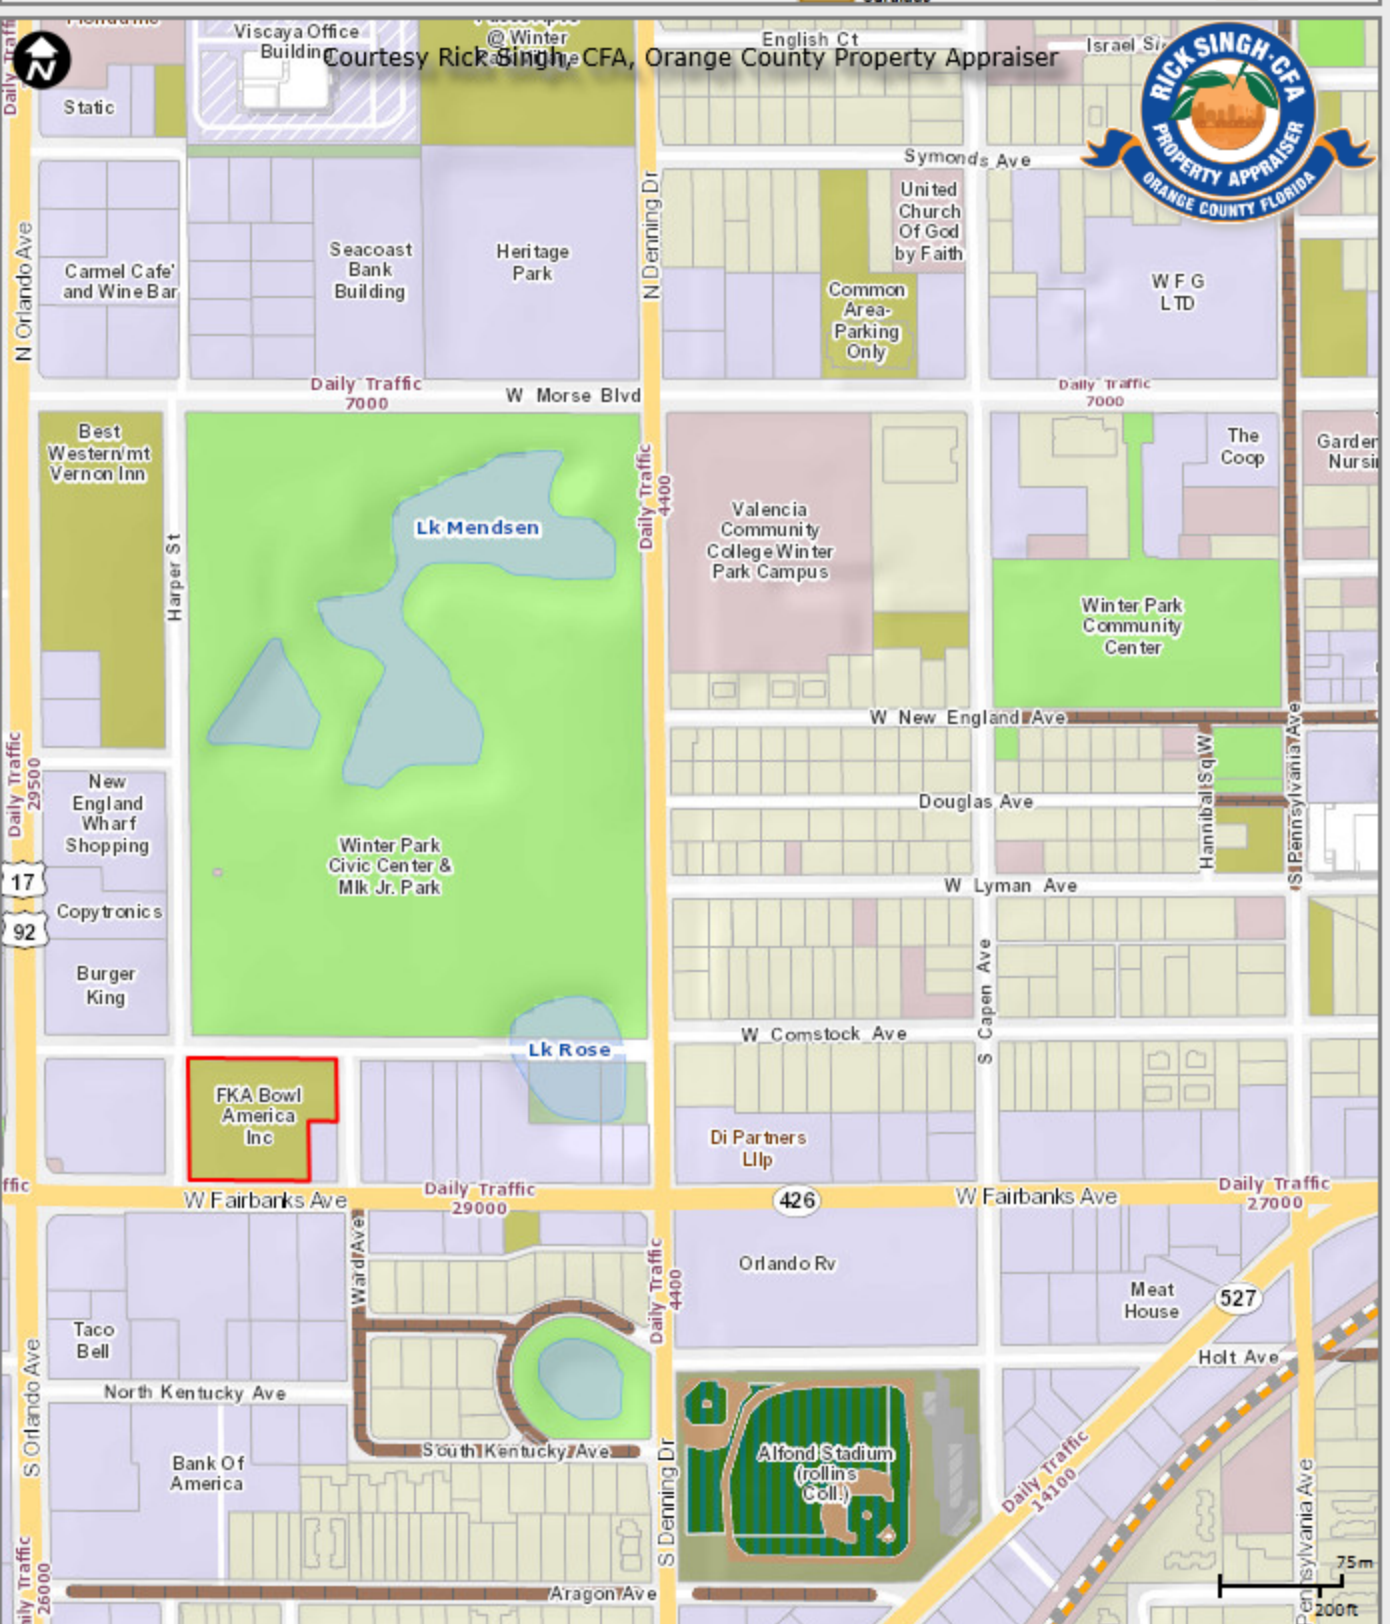 Viscaya Office
Building
@ Winter
English Ct
Israel
Courtesy Rick Singh, CFA, Orange County Property Appraiser
N
RICK SINGH·CFA
PROPERTY APPRAISER
ORANGE COUNTY FLORIDA
Daily Traffic
Static
Symonds Ave
United
Church
Of God
by Faith
N Orlando Ave
Carmel Cafe'
and Wine Bar
Seacoast
Bank
Building
Heritage
Park
N Denning Dr
Common
Area-
Parking
Only
W F G
LTD
Daily Traffic
7000
W Morse Blvd
Daily Traffic
7000
Best
Western/mt
Vernon Inn
Harper St
Lk Mendsen
Daily Traffic
4400
Valencia
Community
College Winter
Park Campus
The
Coop
Garden
Nursi
Winter Park
Community
Center
W New England Ave
Daily Traffic
29500
New
England
Wharf
Shopping
Douglas Ave
Hannibal Sq W
S Pennsylvania Ave
Winter Park
Civic Center &
Mlk Jr. Park
17
92
W Lyman Ave
Copytronics
Burger
King
S Capen Ave
W Comstock Ave
Lk Rose
FKA Bowl
America
Inc
Di Partners
Lllp
ffic
W Fairbanks Ave
Daily Traffic
29000
426
W Fairbanks Ave
Daily Traffic
27000
Ward Ave
Daily Traffic
4400
Orlando Rv
Meat
House
527
Taco
Bell
Holt Ave
S Orlando Ave
North Kentucky Ave
South Kentucky Ave
Bank Of
America
S Denning Dr
Alfond Stadium
(rollins
Coll.)
Daily Traffic
14100
Pennsylvania Ave
Aragon Ave
ily Traffic
26000
75m
200ft